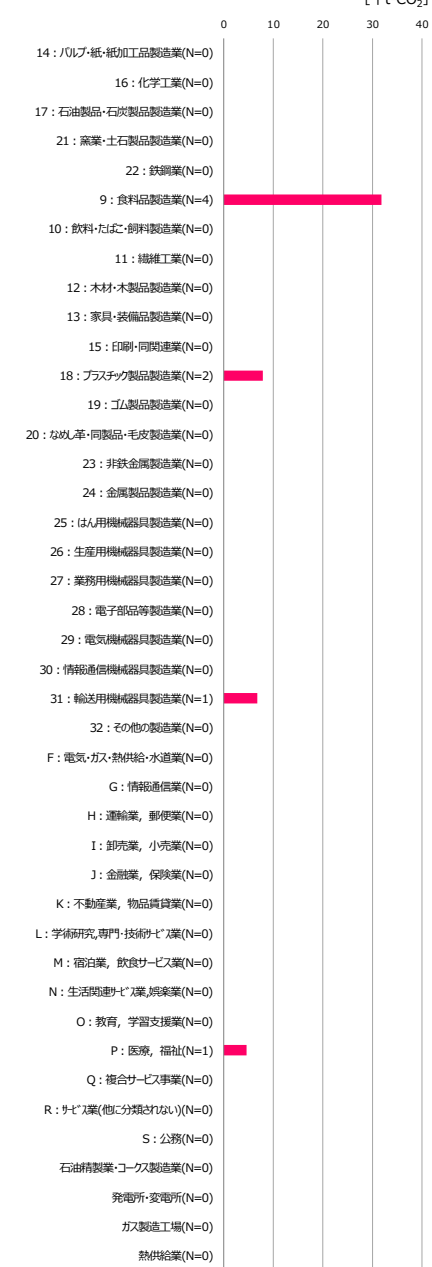 [千t-CO₂]
0 10 20 30 40
14：パルプ・紙・紙加工品製造業(N=0)
16：化学工業(N=0)
17：石油製品・石炭製品製造業(N=0)
21：窯業・土石製品製造業(N=0)
22：鉄鋼業(N=0)
9：食料品製造業(N=4)
10：飲料・たばこ・飼料製造業(N=0)
11：繊維工業(N=0)
12：木材・木製品製造業(N=0)
13：家具・装備品製造業(N=0)
15：印刷・同関連業(N=0)
18：プラスチック製品製造業(N=2)
19：ゴム製品製造業(N=0)
20：なめし革・同製品・毛皮製造業(N=0)
23：非鉄金属製造業(N=0)
24：金属製品製造業(N=0)
25：はん用機械器具製造業(N=0)
26：生産用機械器具製造業(N=0)
27：業務用機械器具製造業(N=0)
28：電子部品等製造業(N=0)
29：電気機械器具製造業(N=0)
30：情報通信機械器具製造業(N=0)
31：輸送用機械器具製造業(N=1)
32：その他の製造業(N=0)
F：電気・ガス・熱供給・水道業(N=0)
G：情報通信業(N=0)
H：運輸業，郵便業(N=0)
I：卸売業，小売業(N=0)
J：金融業，保険業(N=0)
K：不動産業，物品賃貸業(N=0)
L：学術研究,専門・技術サービス業(N=0)
M：宿泊業，飲食サービス業(N=0)
N：生活関連サービス業,娯楽業(N=0)
O：教育，学習支援業(N=0)
P：医療，福祉(N=1)
Q：複合サービス事業(N=0)
R：サービス業(他に分類されない)(N=0)
S：公務(N=0)
石油精製業・コークス製造業(N=0)
発電所・変電所(N=0)
ガス製造工場(N=0)
熱供給業(N=0)